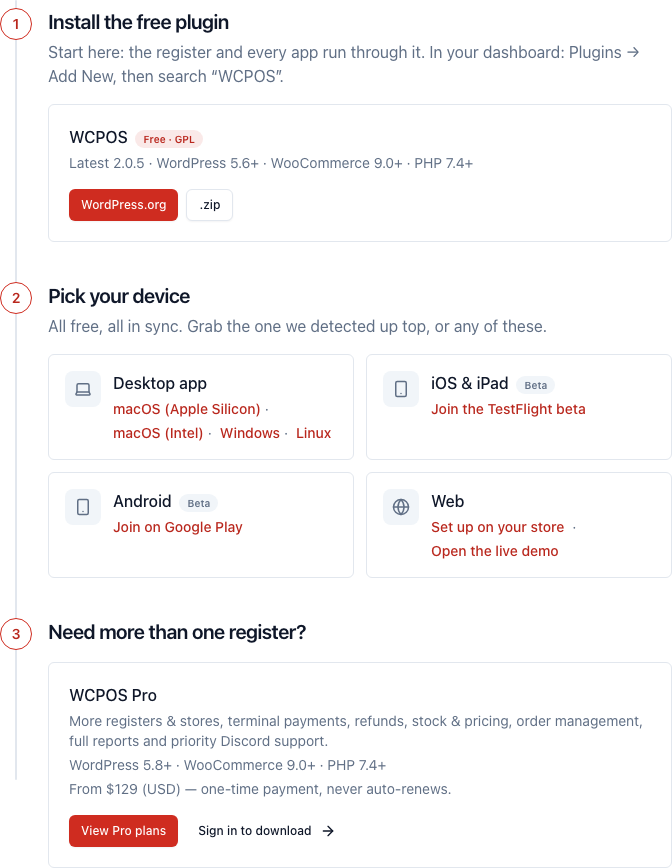 1
Install the free plugin
Start here: the register and every app run through it. In your dashboard: Plugins →
Add New, then search “WCPOS”.
WCPOS Free · GPL
Latest 2.0.5 · WordPress 5.6+ · WooCommerce 9.0+ · PHP 7.4+
WordPress.org .zip
2
Pick your device
All free, all in sync. Grab the one we detected up top, or any of these.
Desktop app
macOS (Apple Silicon) ·
macOS (Intel) · Windows · Linux
iOS & iPad Beta
Join the TestFlight beta
Android Beta
Join on Google Play
Web
Set up on your store ·
Open the live demo
3
Need more than one register?
WCPOS Pro
More registers & stores, terminal payments, refunds, stock & pricing, order management,
full reports and priority Discord support.
WordPress 5.8+ · WooCommerce 9.0+ · PHP 7.4+
From $129 (USD) — one-time payment, never auto-renews.
View Pro plans Sign in to download →